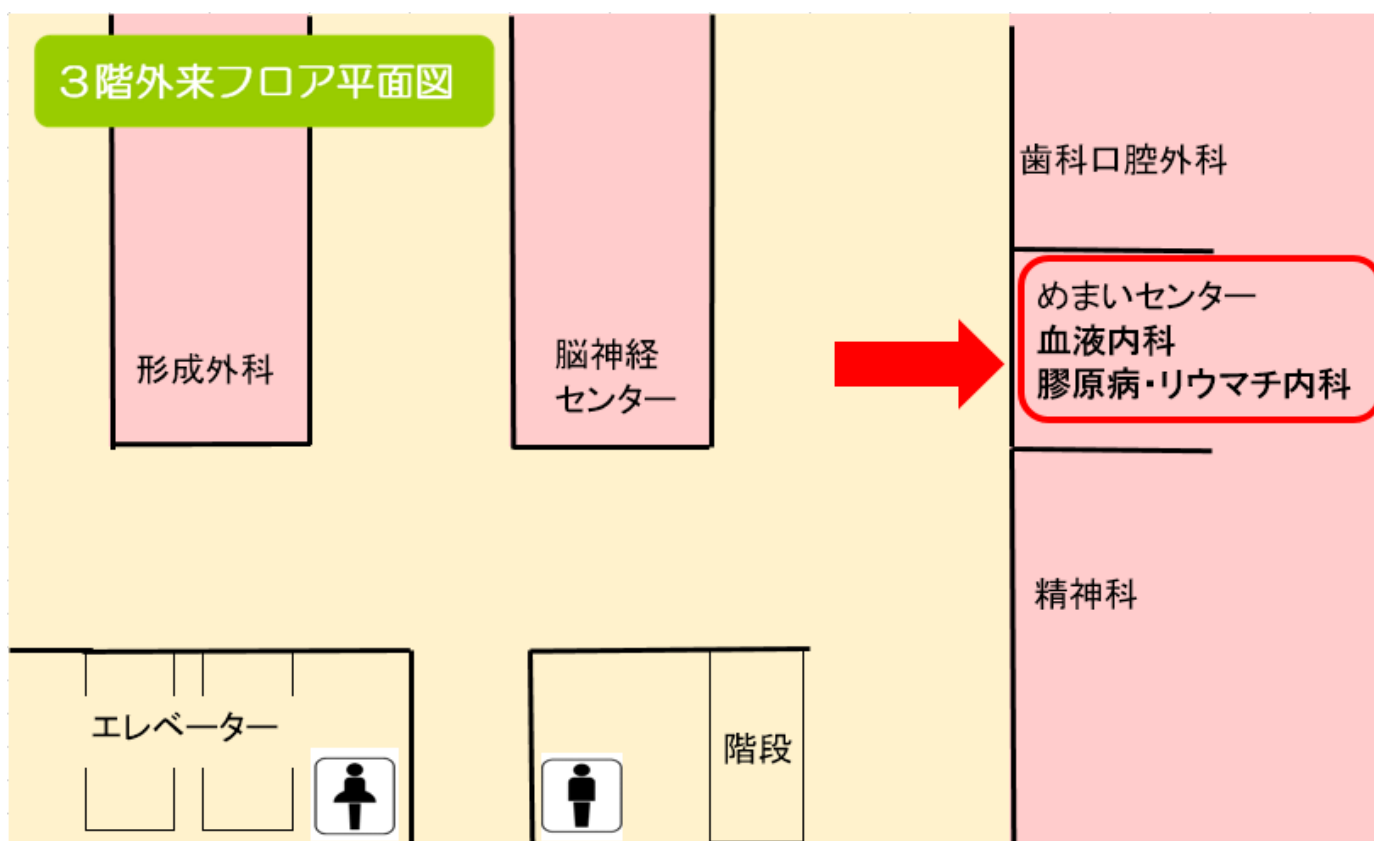 ３階外来フロア平面図
歯科口腔外科
めまいセンター
血液内科
膠原病・リウマチ内科
形成外科
脳神経
センター
精神科
エレベーター
階段